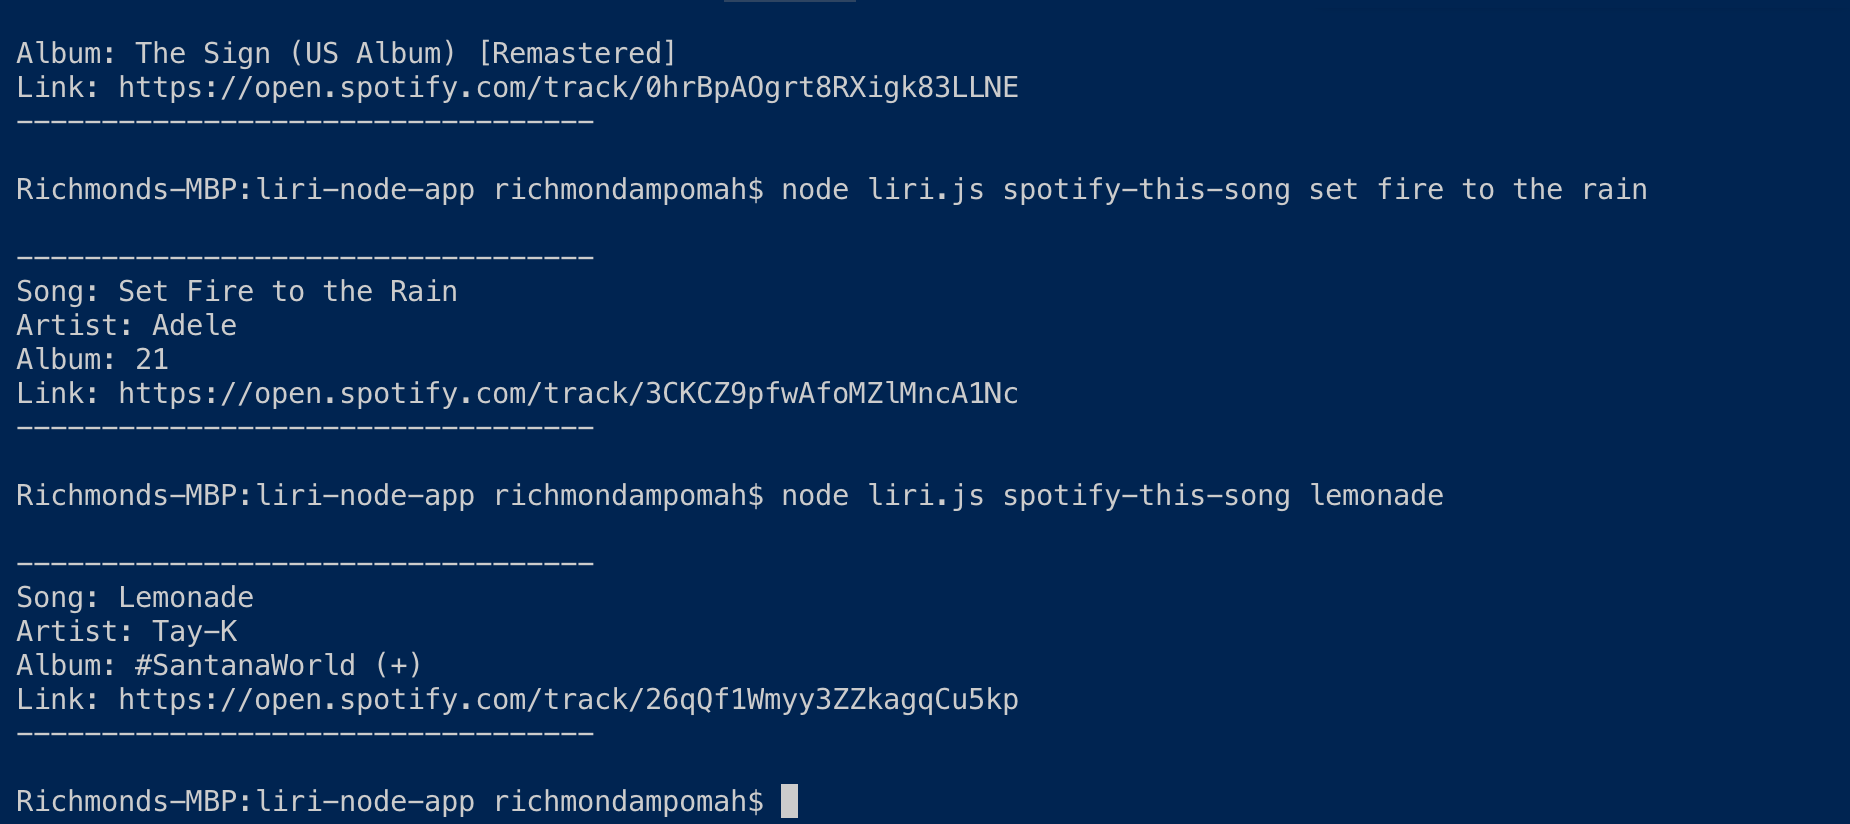 Album: The Sign (US Album) [Remastered]
Link: https://open.spotify.com/track/0hrBpAOgrt8RXigk83LLNE
----------------------------------
Richmonds-MBP:liri-node-app richmondampomah$ node liri.js spotify-this-song set fire to the rain
----------------------------------
Song: Set Fire to the Rain
Artist: Adele
Album: 21
Link: https://open.spotify.com/track/3CKCZ9pfwAfoMZlMncA1Nc
----------------------------------
Richmonds-MBP:liri-node-app richmondampomah$ node liri.js spotify-this-song lemonade
----------------------------------
Song: Lemonade
Artist: Tay-K
Album: #SantanaWorld (+)
Link: https://open.spotify.com/track/26qQf1Wmyy3ZZkagqCu5kp
----------------------------------
Richmonds-MBP:liri-node-app richmondampomah$